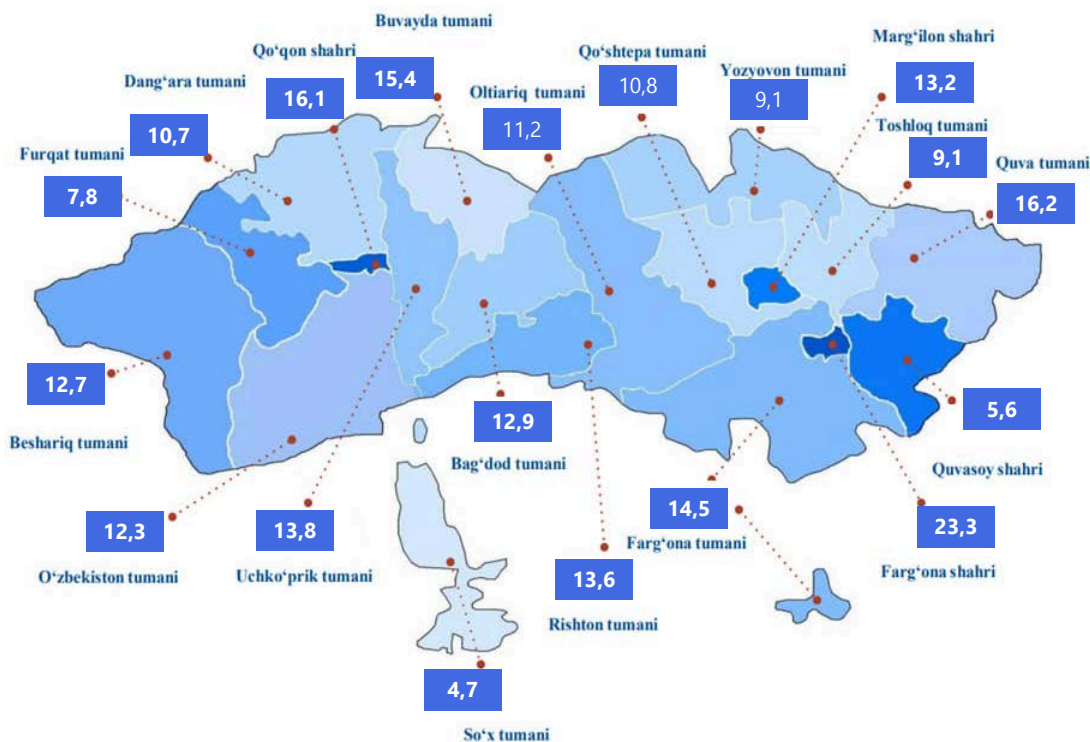 Buvayda tumani
15,4
Qo‘qon shahri
16,1
Dang‘ara tumani
10,7
Furqat tumani
7,8
Oltiariq tumani
11,2
Qo‘shtepa tumani
10,8
Yozyovon tumani
9,1
Marg‘ilon shahri
13,2
Toshloq tumani
9,1
Quva tumani
16,2
12,7
Beshariq tumani
12,3
O‘zbekiston tumani
13,8
Uchko‘prik tumani
12,9
Bag‘dod tumani
13,6
Rishton tumani
14,5
Farg‘ona tumani
5,6
Quvasoy shahri
23,3
Farg‘ona shahri
4,7
So‘x tumani